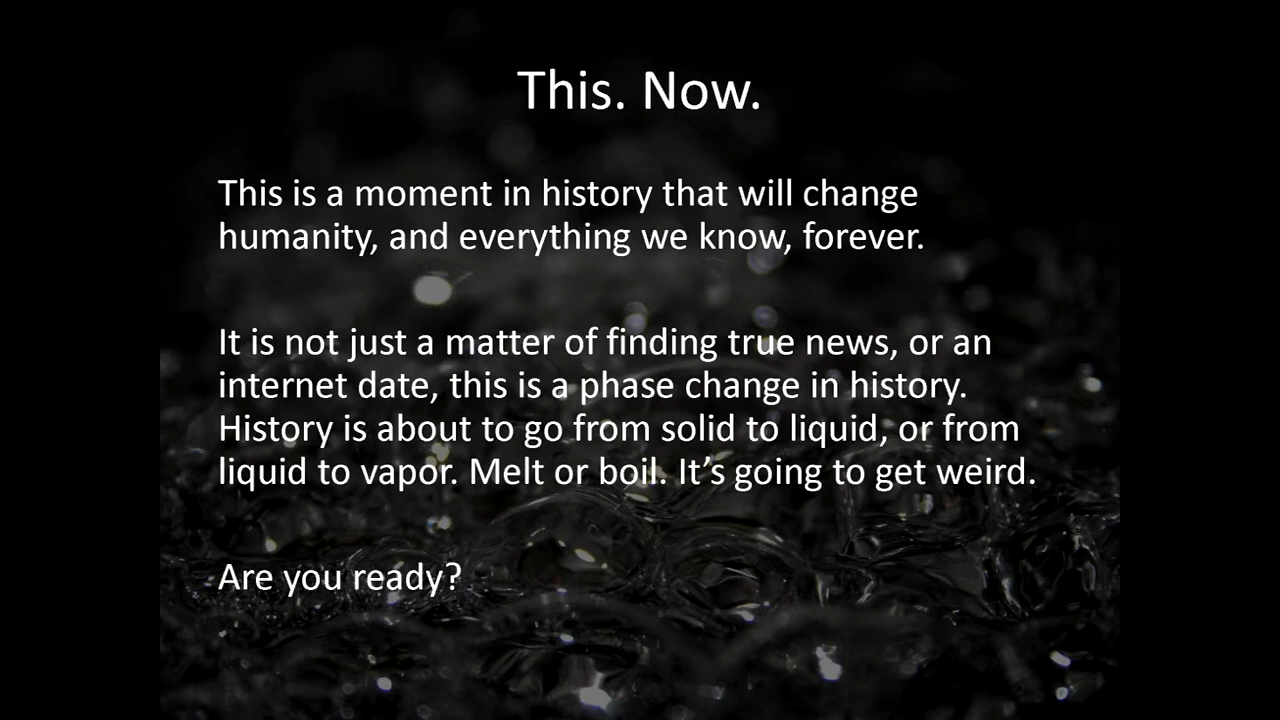 This. Now.
This is a moment in history that will change
humanity, and everything we know, forever.
It is not just a matter of finding true news, or an
internet date, this is a phase change in history.
History is about to go from solid to liquid, or from
liquid to vapor. Melt or boil. It’s going to get weird.
Are you ready?